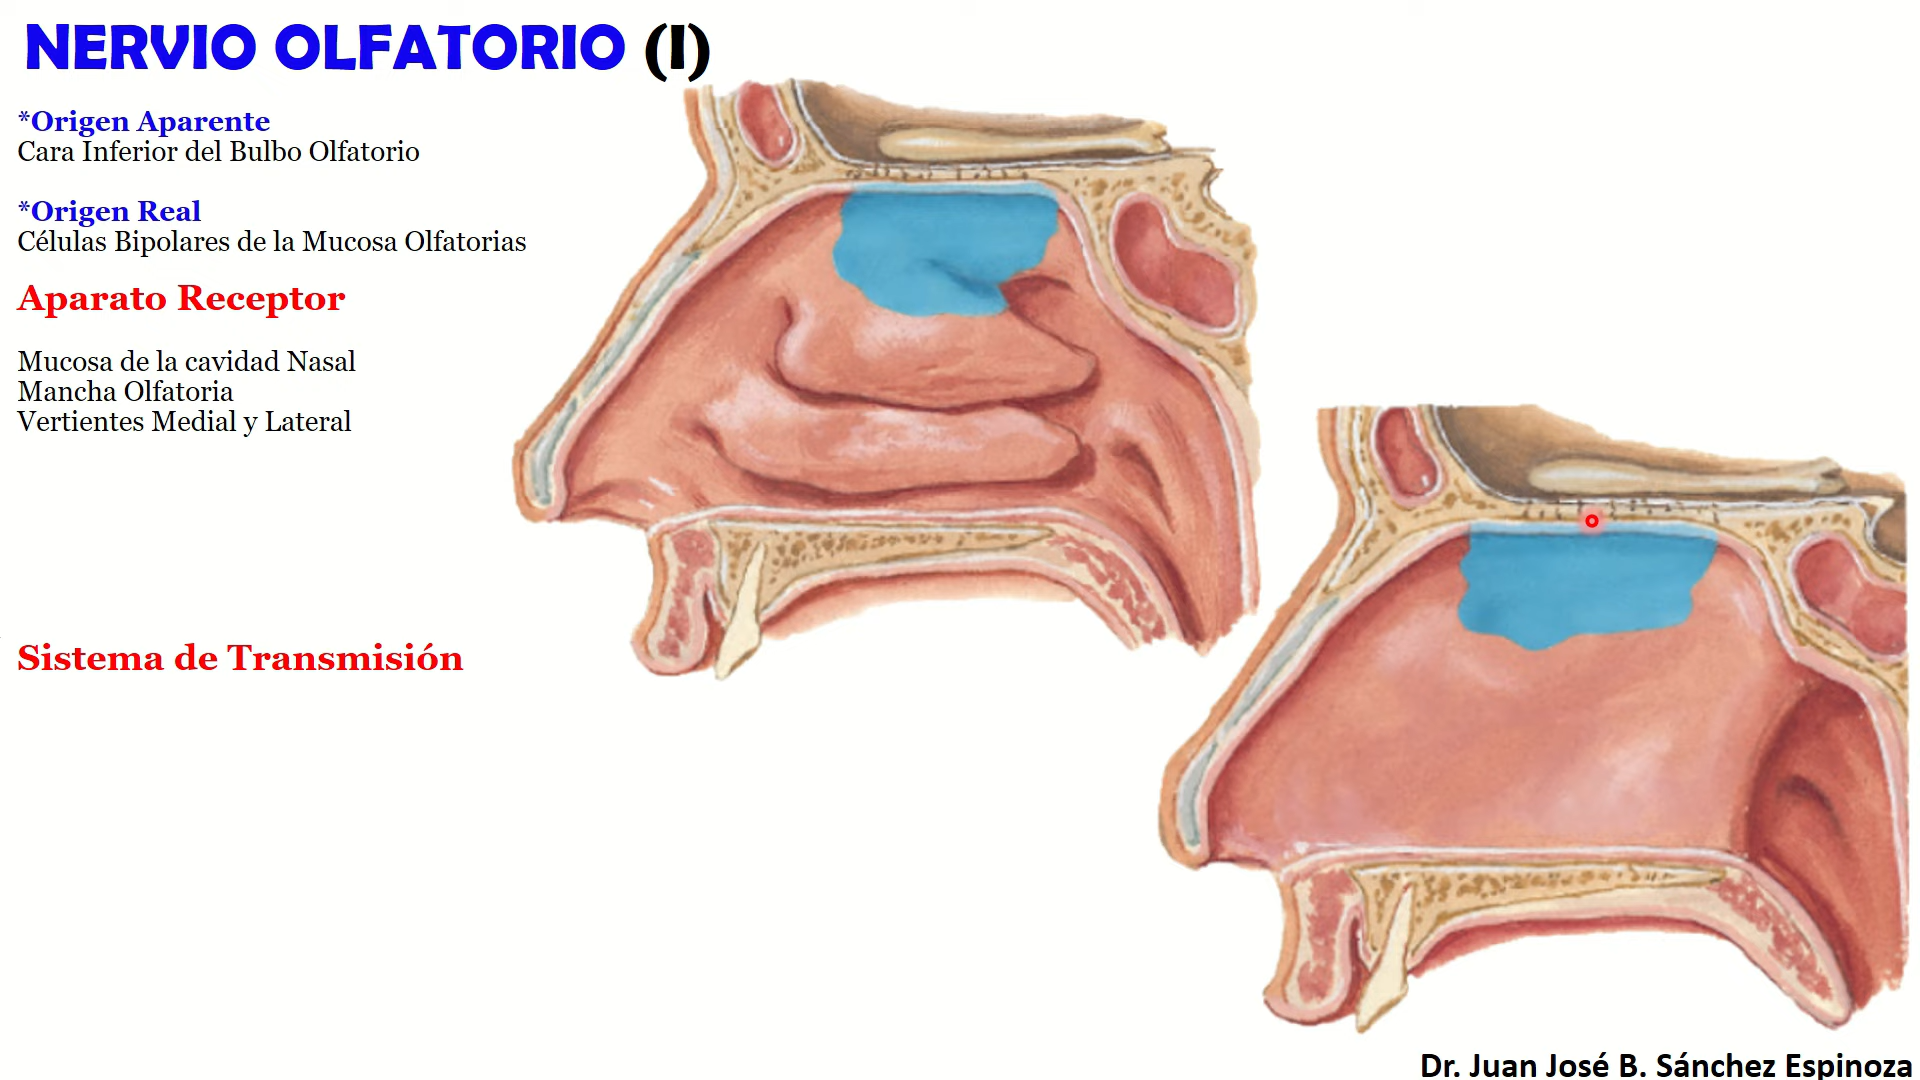 NERVIO OLFATORIO (I)
*Origen Aparente
Cara Inferior del Bulbo Olfatorio
*Origen Real
Células Bipolares de la Mucosa Olfatorias
Aparato Receptor
Mucosa de la cavidad Nasal
Mancha Olfatoria
Vertientes Medial y Lateral
Sistema de Transmisión
Dr. Juan José B. Sánchez Espinoza